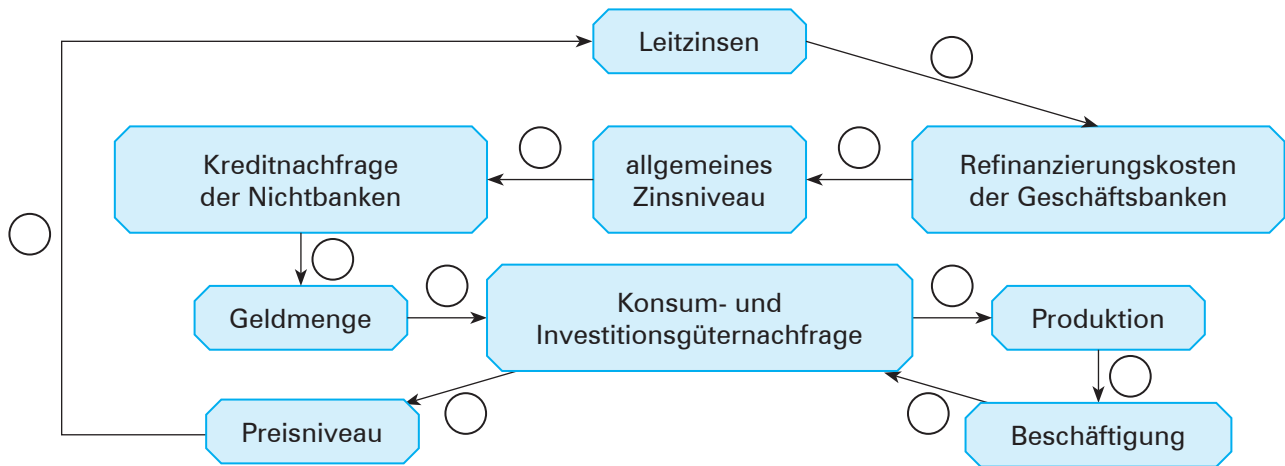 Leitzinsen
Kreditnachfrage
der Nichtbanken
allgemeines
Zinsniveau
Refinanzierungskosten
der Geschäftsbanken
Geldmenge
Konsum- und
Investitionsgüternachfrage
Produktion
Preisniveau
Beschäftigung